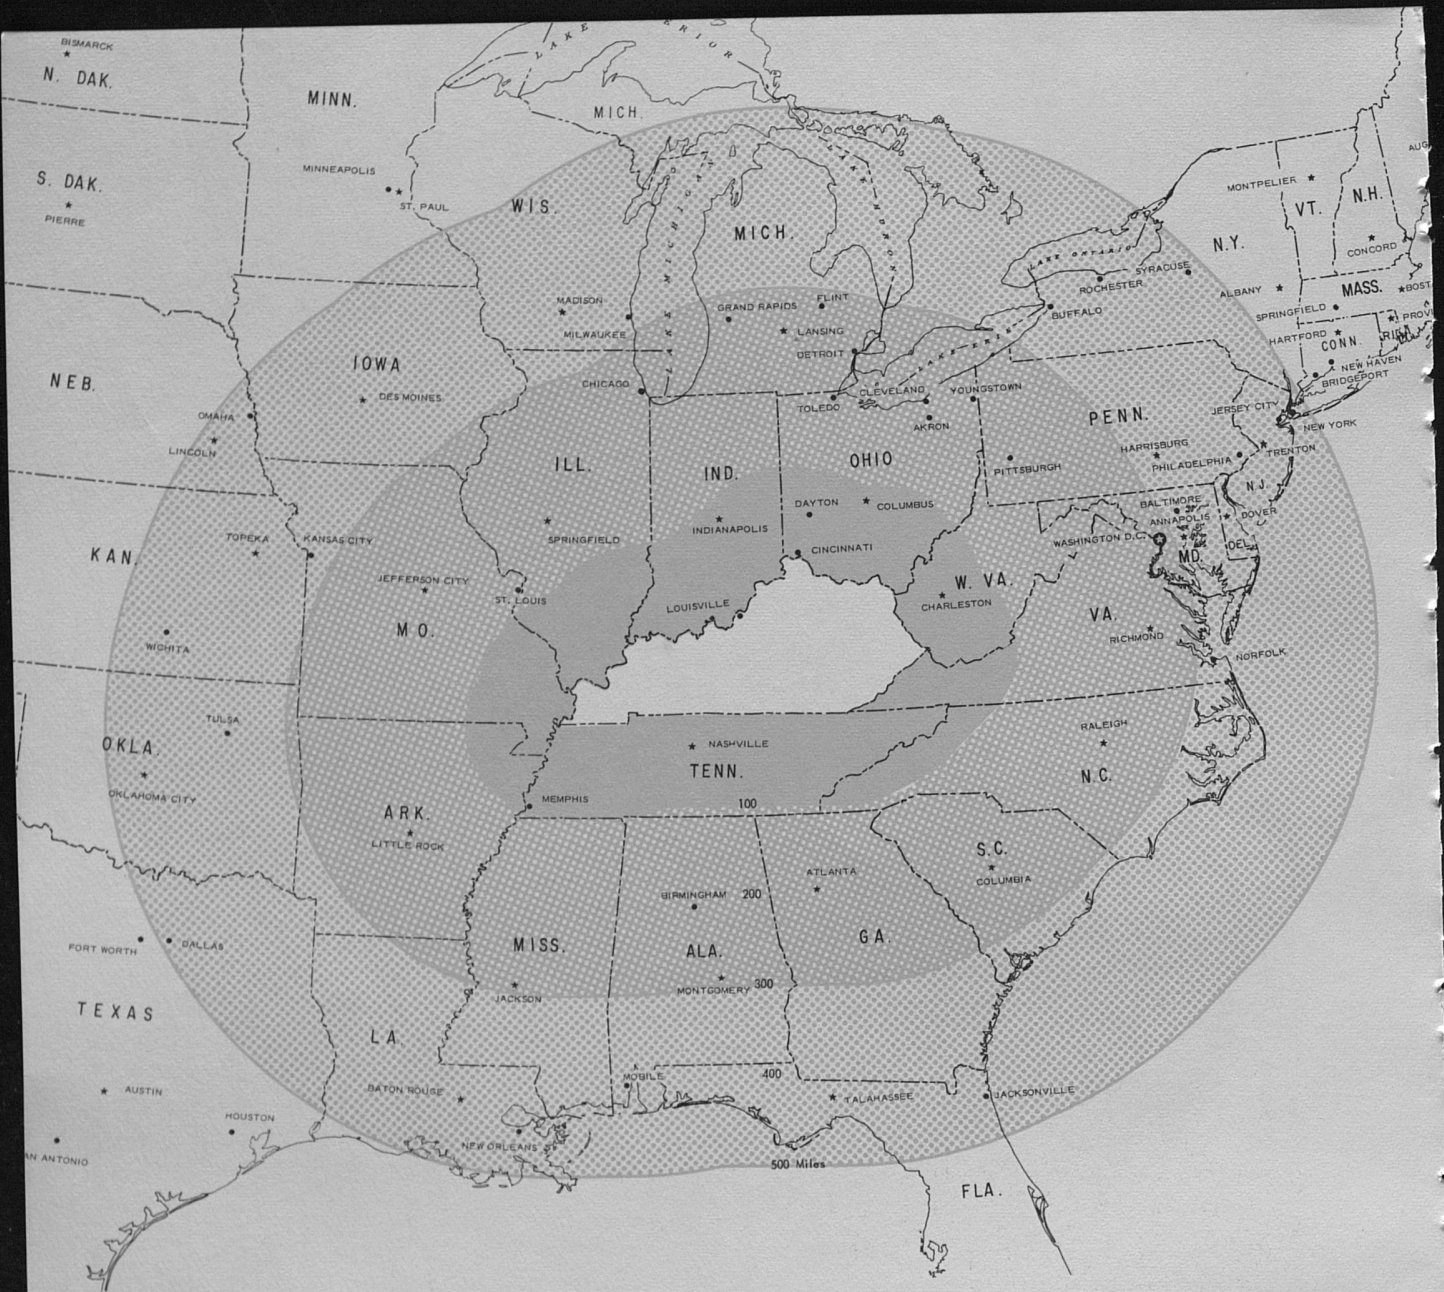 BISMARCK
N. DAK.
MINN.
MICH.
LAKE SUPERIOR
S. DAK.
PIERRE
MINNEAPOLIS
ST. PAUL
WIS.
MICH.
LAKE MICHIGAN
LAKE HURON
LAKE ONTARIO
N.Y.
MONTPELIER
VT.
N.H.
CONCORD
AUG
MADISON
MILWAUKEE
GRAND RAPIDS
FLINT
LANSING
DETROIT
SYRACUSE
ROCHESTER
BUFFALO
ALBANY
MASS.
BOST
SPRINGFIELD
PROVI
HARTFORD
CONN.
R.I.
NEW HAVEN
BRIDGEPORT
NEB.
IOWA
DES MOINES
OMAHA
LINCOLN
CHICAGO
TOLEDO
LAKE ERIE
CLEVELAND
YOUNGSTOWN
AKRON
PENN.
JERSEY CITY
NEW YORK
HARRISBURG
PHILADELPHIA
TRENTON
PITTSBURGH
N.J.
ILL.
IND.
OHIO
DAYTON
COLUMBUS
BALTIMORE
ANNAPOLIS
DOVER
WASHINGTON D.C.
MD.
DEL.
KAN.
TOPEKA
KANSAS CITY
SPRINGFIELD
INDIANAPOLIS
CINCINNATI
JEFFERSON CITY
ST. LOUIS
MO.
LOUISVILLE
W. VA.
CHARLESTON
VA.
RICHMOND
NORFOLK
WICHITA
TULSA
OKLA.
OKLAHOMA CITY
NASHVILLE
TENN.
MEMPHIS
100
RALEIGH
N.C.
ARK.
LITTLE ROCK
S.C.
COLUMBIA
ATLANTA
BIRMINGHAM
200
FORT WORTH
DALLAS
MISS.
ALA.
GA.
JACKSON
MONTGOMERY
300
TEXAS
LA.
AUSTIN
HOUSTON
AN ANTONIO
BATON ROUGE
NEW ORLEANS
MOBILE
400
TALAHASSEE
JACKSONVILLE
500 Miles
FLA.